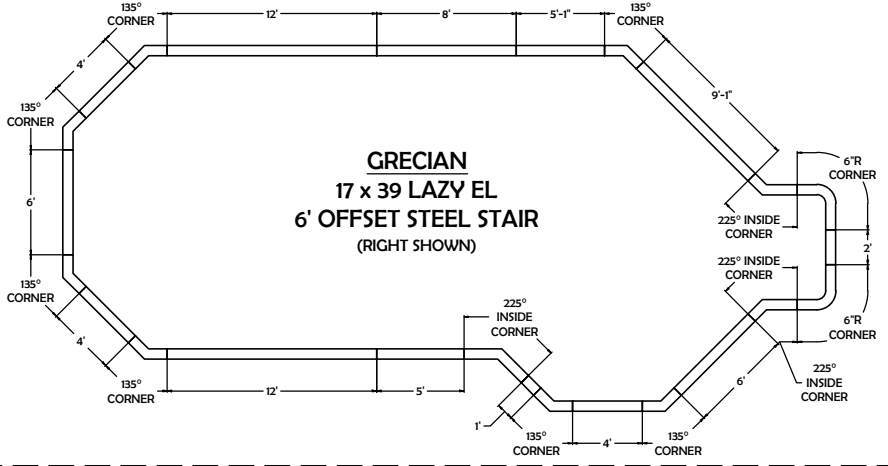 135°
CORNER
12'
8'
5'-1"
135°
CORNER
4'
9'-1"
135°
CORNER
6"R
CORNER
GRECIAN
17 x 39 LAZY EL
6' OFFSET STEEL STAIR
(RIGHT SHOWN)
6'
225° INSIDE
CORNER
2'
225° INSIDE
CORNER
135°
CORNER
225°
INSIDE
CORNER
6"R
CORNER
4'
135°
CORNER
12'
5'
6'
225°
INSIDE
CORNER
1'
135°
CORNER
4'
135°
CORNER